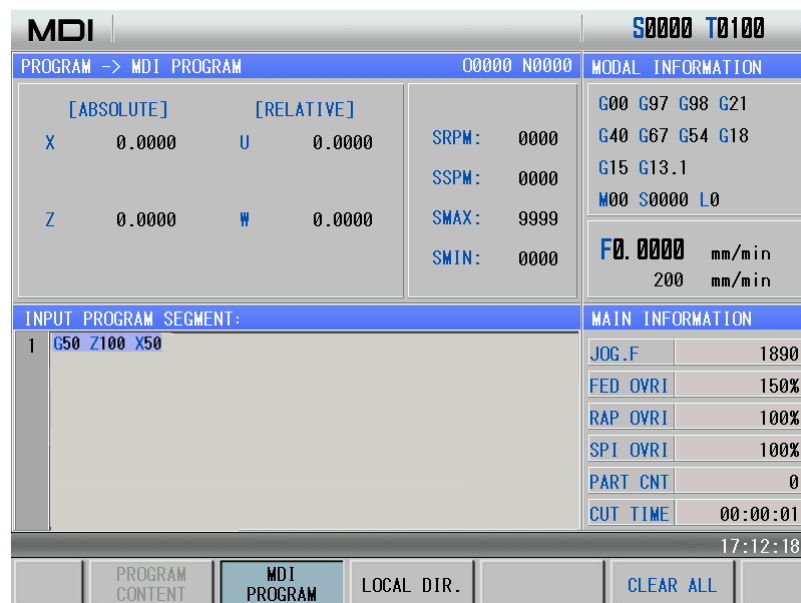 MDI
S0000 T0100
PROGRAM -> MDI PROGRAM O0000 N0000
MODAL INFORMATION
[ABSOLUTE] [RELATIVE]
X 0.0000 U 0.0000
Z 0.0000 W 0.0000
SRPM: 0000
SSPM: 0000
SMAX: 9999
SMIN: 0000
G00 G97 G98 G21
G40 G67 G54 G18
G15 G13.1
M00 S0000 L0
F0.0000 mm/min
200 mm/min
INPUT PROGRAM SEGMENT:
1 G50 Z100 X50
MAIN INFORMATION
JOG.F 1890
FED OVRI 150%
RAP OVRI 100%
SPI OVRI 100%
PART CNT 0
CUT TIME 00:00:01
17:12:18
PROGRAM
CONTENT
MDI
PROGRAM
LOCAL DIR.
CLEAR ALL